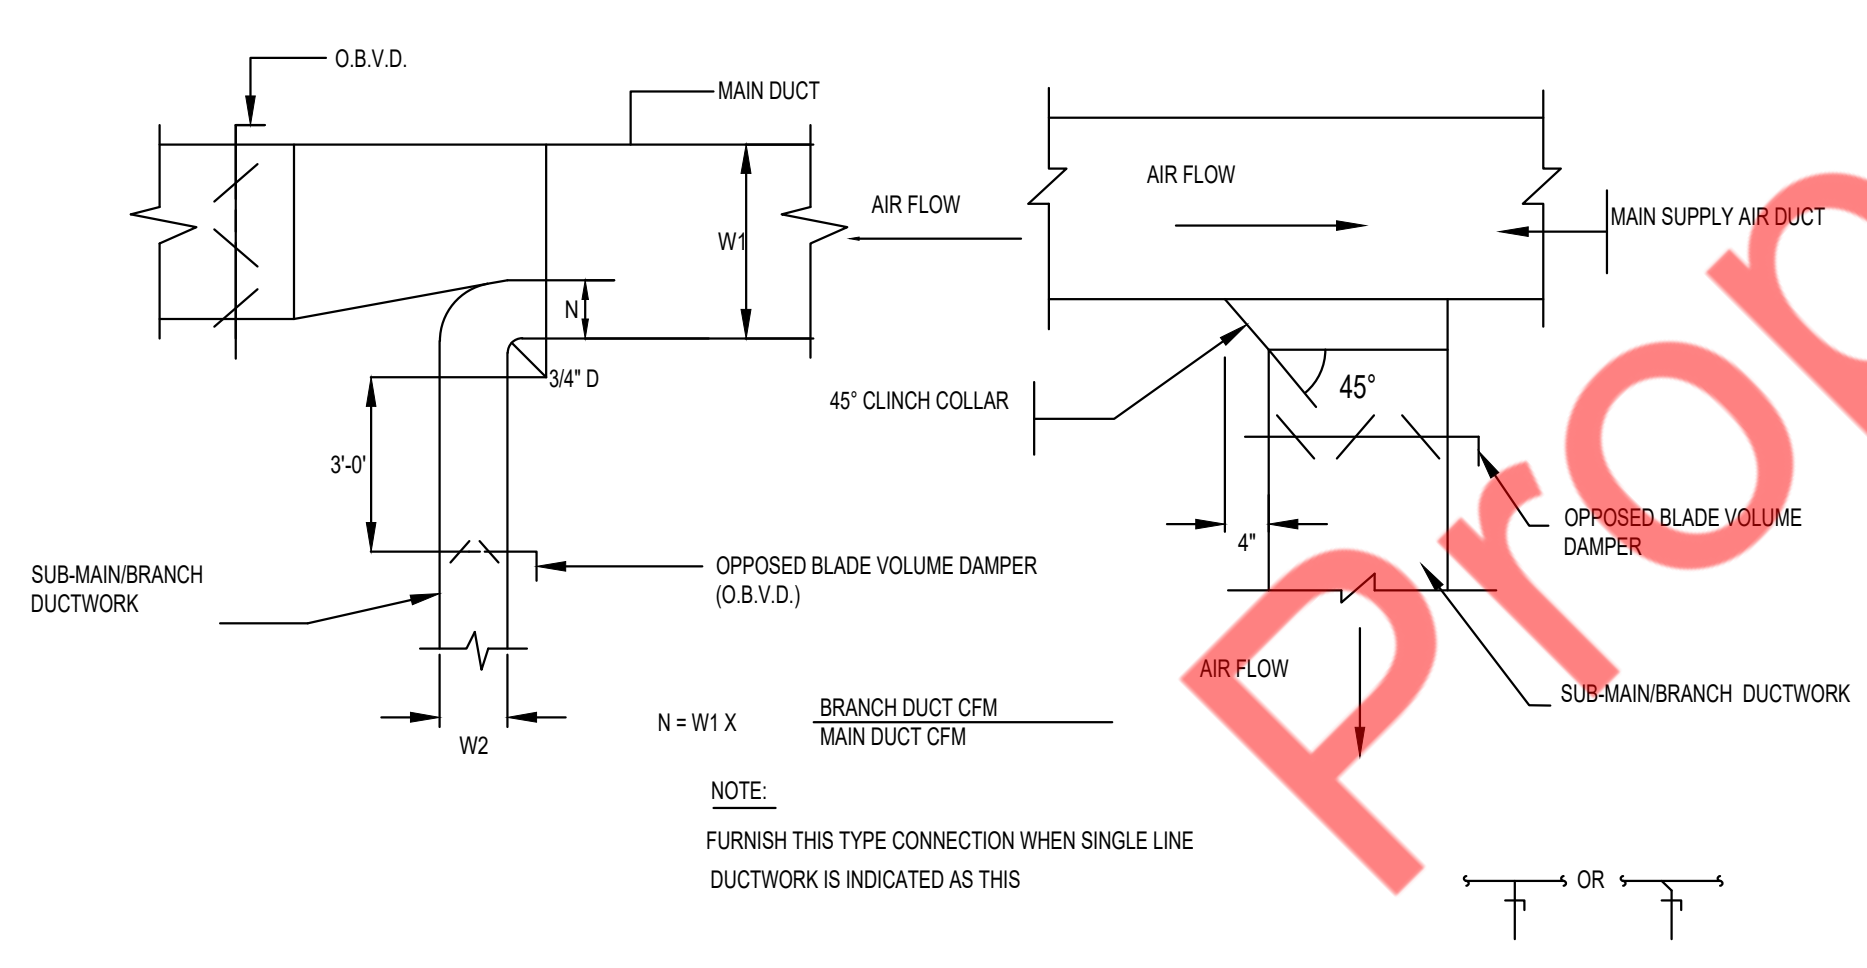 O.B.V.D.
MAIN DUCT
W1
AIR FLOW
N
3/4" D
3'-0'
SUB-MAIN/BRANCH
DUCTWORK
OPPOSED BLADE VOLUME DAMPER
(O.B.V.D.)
W2
N = W1 X
BRANCH DUCT CFM
MAIN DUCT CFM
NOTE:
FURNISH THIS TYPE CONNECTION WHEN SINGLE LINE
DUCTWORK IS INDICATED AS THIS
AIR FLOW
MAIN SUPPLY AIR DUCT
45° CLINCH COLLAR
45°
4"
OPPOSED BLADE VOLUME
DAMPER
AIR FLOW
SUB-MAIN/BRANCH DUCTWORK
OR
Prop